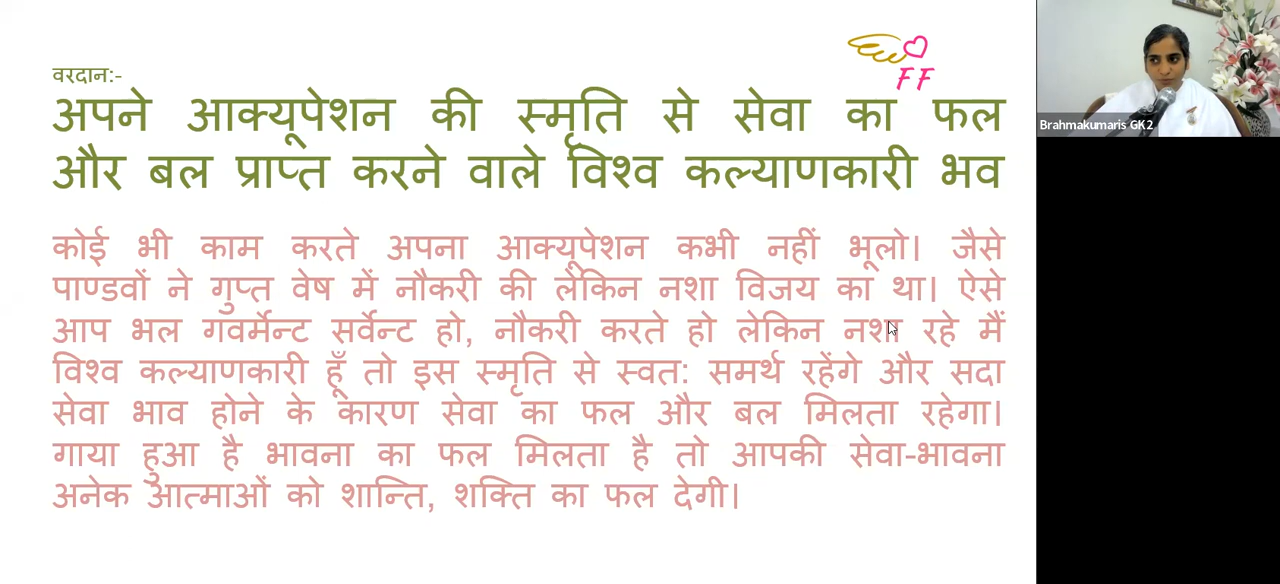 वरदान:-
अपने आक्यूपेशन की स्मृति से सेवा का फल
और बल प्राप्त करने वाले विश्व कल्याणकारी भव
कोई भी काम करते अपना आक्यूपेशन कभी नहीं भूलो। जैसे
पाण्डवों ने गुप्त वेष में नौकरी की लेकिन नशा विजय का था। ऐसे
आप भल गवर्मेन्ट सर्वेन्ट हो, नौकरी करते हो लेकिन नशा रहे मैं
विश्व कल्याणकारी हूँ तो इस स्मृति से स्वत: समर्थ रहेंगे और सदा
सेवा भाव होने के कारण सेवा का फल और बल मिलता रहेगा।
गाया हुआ है भावना का फल मिलता है तो आपकी सेवा-भावना
अनेक आत्माओं को शान्ति, शक्ति का फल देगी।
FF
Brahmakumaris GK2